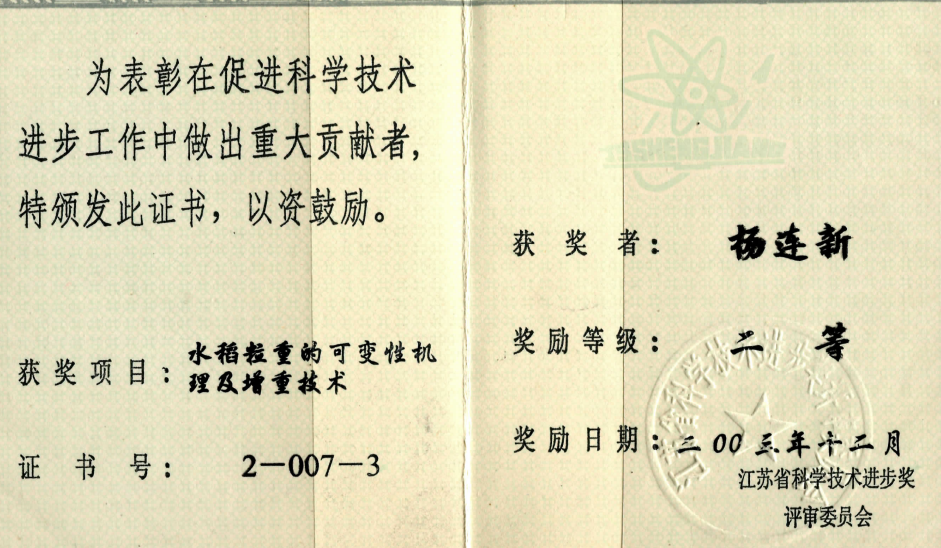 为表彰在促进科学技术
进步工作中做出重大贡献者,
特颁发此证书,以资鼓励。
获奖项目:水稻粒重的可变性机
理及增重技术
证书号:2-007-3
获奖者:杨连新
奖励等级:二等
奖励日期:二00三年十二月
江苏省科学技术进步奖
评审委员会